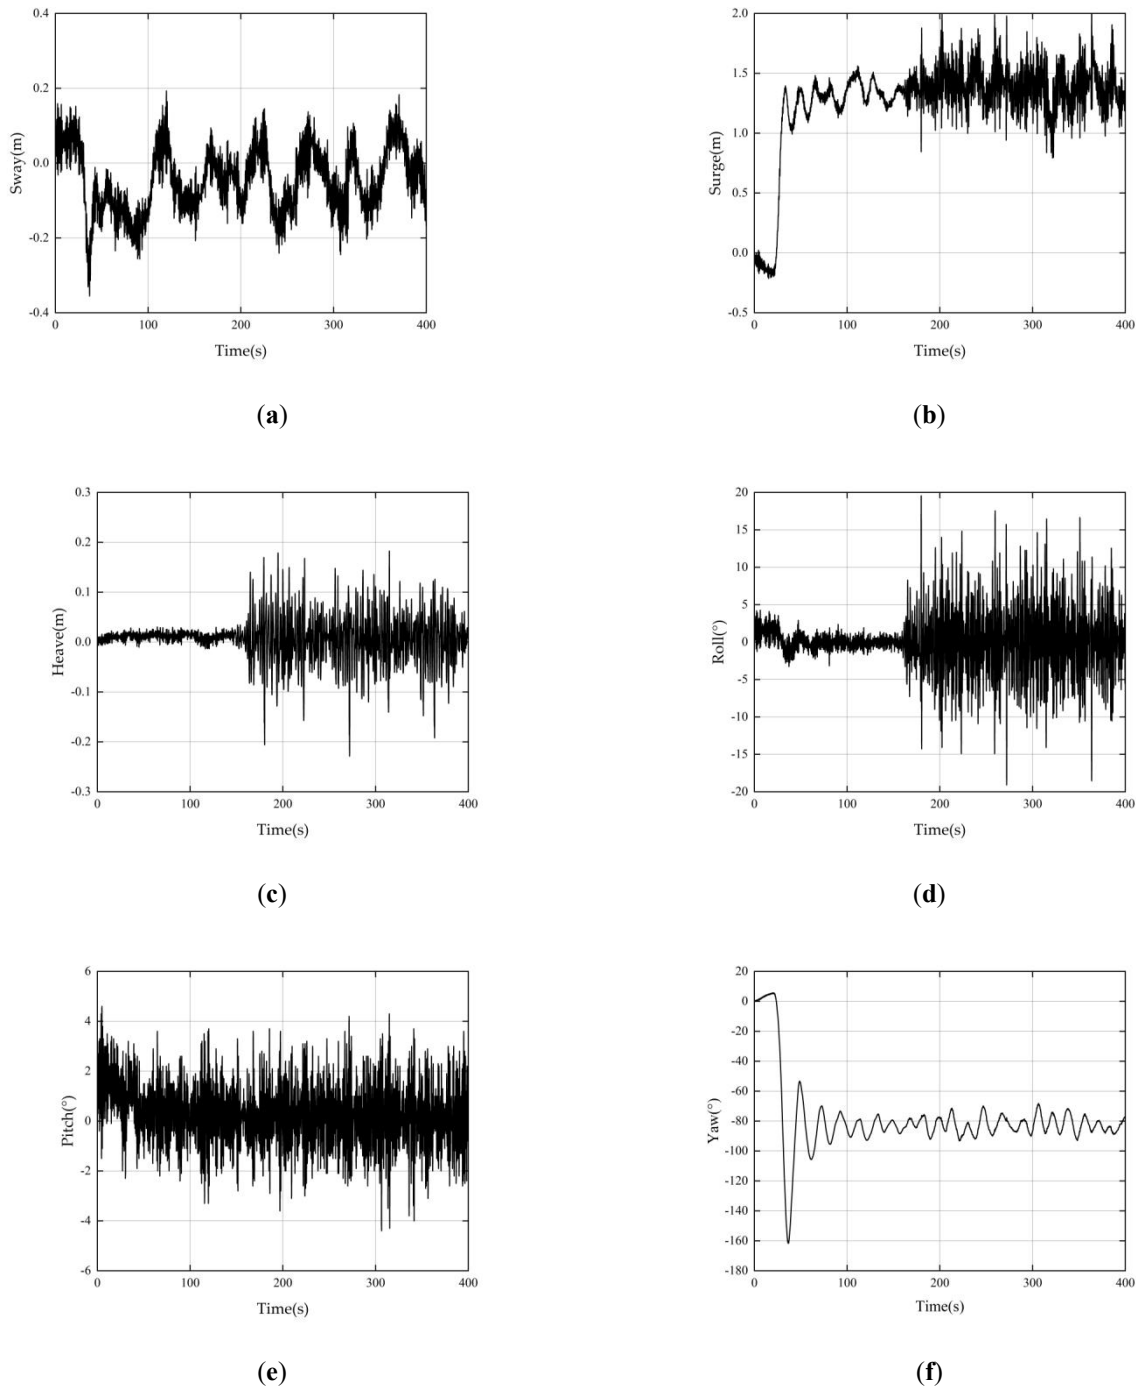 0.4
0.2
0.0
-0.2
-0.4
Sway(m)
0 100 200 300 400
Time(s)
(a)
2.0
1.5
1.0
0.5
0.0
-0.5
Surge(m)
0 100 200 300 400
Time(s)
(b)
0.3
0.2
0.1
0.0
-0.1
-0.2
-0.3
Heave(m)
0 100 200 300 400
Time(s)
(c)
20
15
10
5
0
-5
-10
-15
-20
Roll(°)
0 100 200 300 400
Time(s)
(d)
6
4
2
0
-2
-4
-6
Pitch(°)
0 100 200 300 400
Time(s)
(e)
20
0
-20
-40
-60
-80
-100
-120
-140
-160
-180
Yaw(°)
0 100 200 300 400
Time(s)
(f)